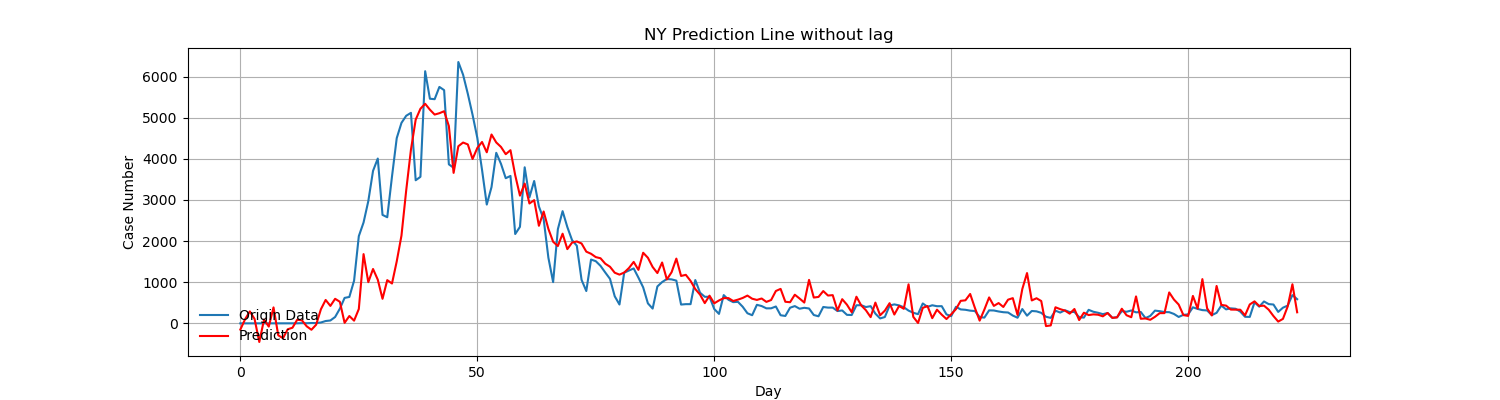 NY Prediction Line without lag
Case Number
6000
5000
4000
3000
2000
1000
0
Origin Data
Prediction
0 50 100 150 200
Day